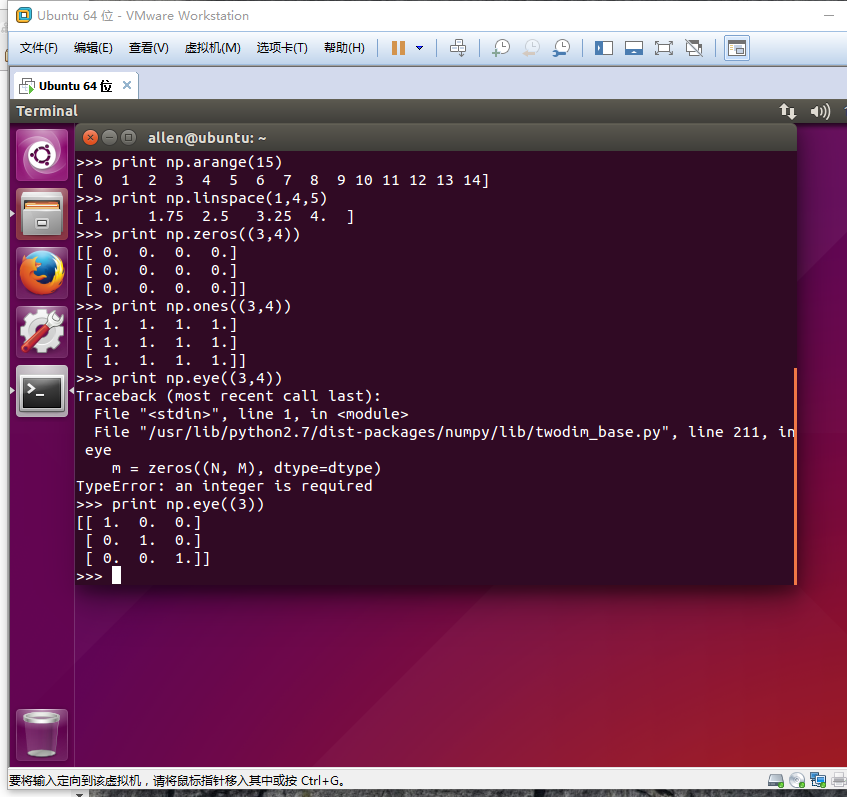 Ubuntu 64 位 - VMware Workstation
文件(F) 编辑(E) 查看(V) 虚拟机(M) 选项卡(T) 帮助(H)
Ubuntu 64 位
Terminal
allen@ubuntu: ~
>>> print np.arange(15)
[ 0  1  2  3  4  5  6  7  8  9 10 11 12 13 14]
>>> print np.linspace(1,4,5)
[ 1.    1.75  2.5   3.25  4.  ]
>>> print np.zeros((3,4))
[[ 0.  0.  0.  0.]
 [ 0.  0.  0.  0.]
 [ 0.  0.  0.  0.]]
>>> print np.ones((3,4))
[[ 1.  1.  1.  1.]
 [ 1.  1.  1.  1.]
 [ 1.  1.  1.  1.]]
>>> print np.eye((3,4))
Traceback (most recent call last):
  File "<stdin>", line 1, in <module>
  File "/usr/lib/python2.7/dist-packages/numpy/lib/twodim_base.py", line 211, in
 eye
    m = zeros((N, M), dtype=dtype)
TypeError: an integer is required
>>> print np.eye((3))
[[ 1.  0.  0.]
 [ 0.  1.  0.]
 [ 0.  0.  1.]]
>>>
要将输入定向到该虚拟机，请将鼠标指针移入其中或按 Ctrl+G。